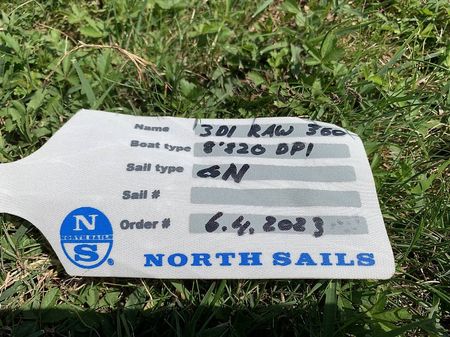 Name 3DI RAW 360
Boat type 8'820 DPI
Sail type GN
Sail #
Order # 6.4.2023
N
NORTH SAILS
S
®
NORTH SAILS